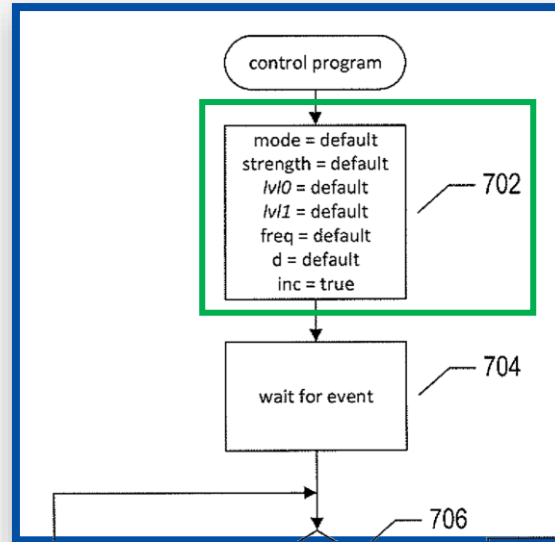 control program
mode = default
strength = default
lvl0 = default
lvl1 = default
freq = default
d = default
inc = true
702
wait for event
704
706